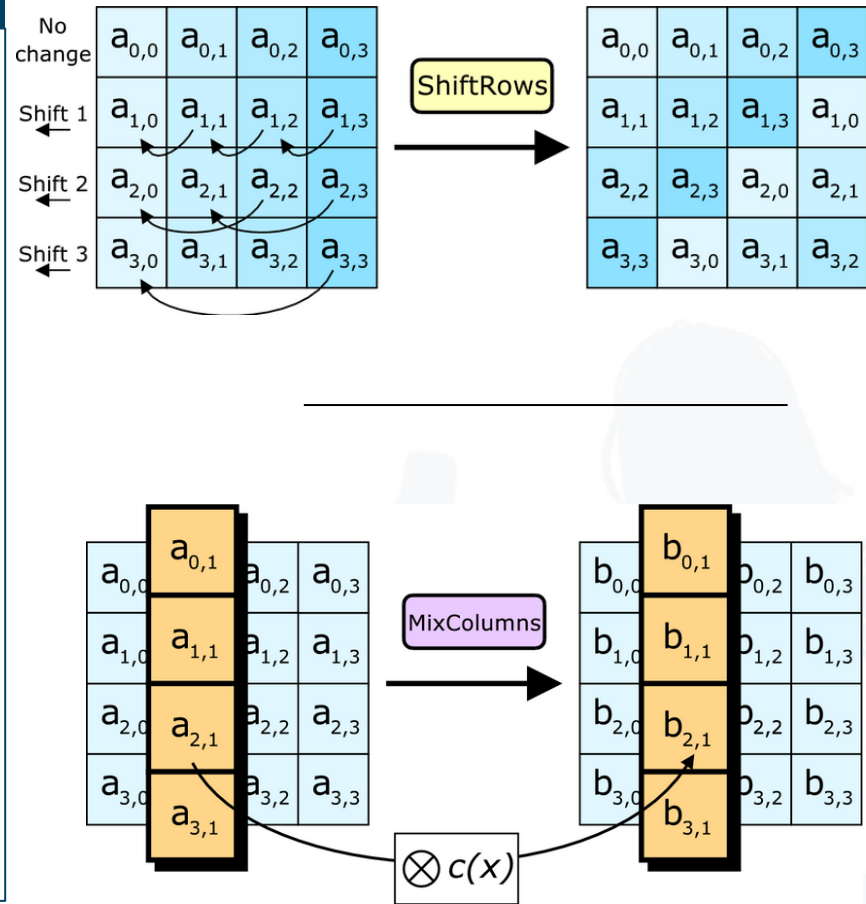 No change a0,0 a0,1 a0,2 a0,3 ShiftRows a0,0 a0,1 a0,2 a0,3
Shift 1 a1,0 a1,1 a1,2 a1,3 a1,1 a1,2 a1,3 a1,0
Shift 2 a2,0 a2,1 a2,2 a2,3 a2,2 a2,3 a2,0 a2,1
Shift 3 a3,0 a3,1 a3,2 a3,3 a3,3 a3,0 a3,1 a3,2
a0,0 a0,1 a0,2 a0,3 MixColumns b0,0 b0,1 b0,2 b0,3
a1,0 a1,1 a1,2 a1,3 b1,0 b1,1 b1,2 b1,3
a2,0 a2,1 a2,2 a2,3 b2,0 b2,1 b2,2 b2,3
a3,0 a3,1 a3,2 a3,3 b3,0 b3,1 b3,2 b3,3
⊗ c(x)